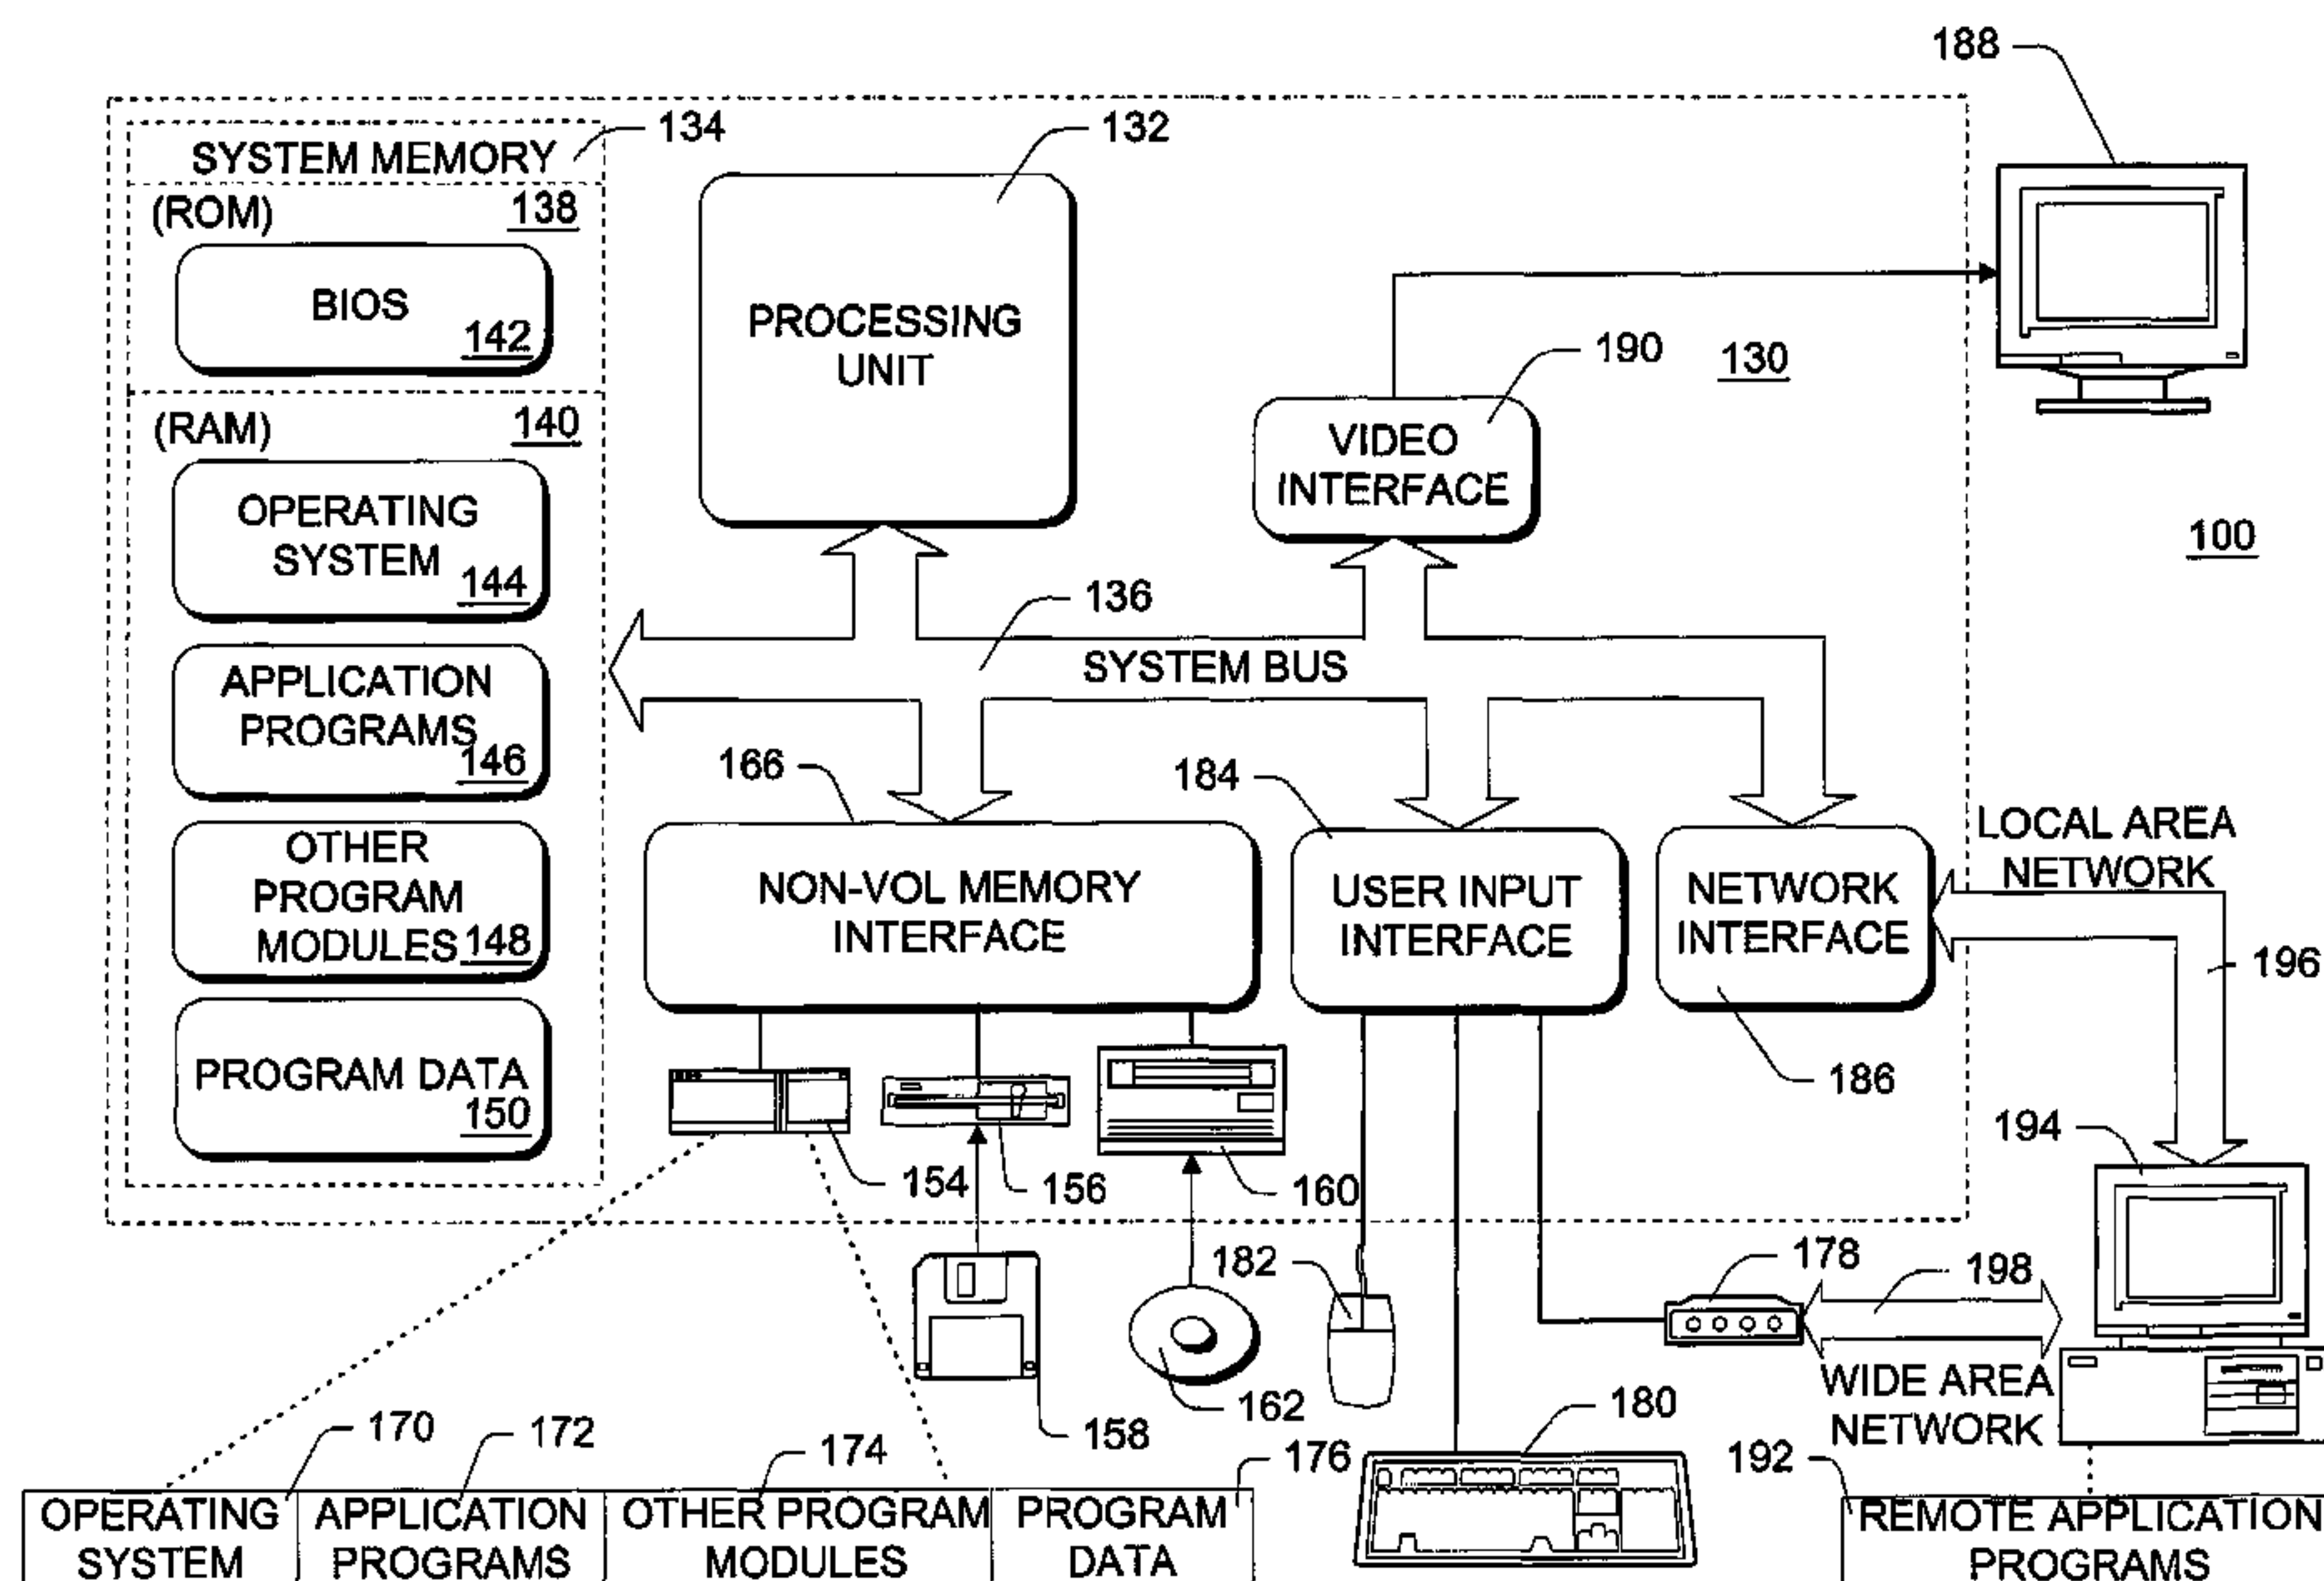 188
134
132
SYSTEM MEMORY
(ROM)
138
BIOS
142
PROCESSING
UNIT
190
130
(RAM)
140
VIDEO
INTERFACE
OPERATING
SYSTEM
144
100
136
SYSTEM BUS
APPLICATION
PROGRAMS
146
166
184
LOCAL AREA
NETWORK
OTHER
PROGRAM
MODULES 148
NON-VOL MEMORY
INTERFACE
USER INPUT
INTERFACE
NETWORK
INTERFACE
196
PROGRAM DATA
150
186
194
154
156
160
182
178
198
WIDE AREA
NETWORK
158
162
180
170
172
174
176
192
OPERATING
SYSTEM
APPLICATION
PROGRAMS
OTHER PROGRAM
MODULES
PROGRAM
DATA
REMOTE APPLICATION
PROGRAMS